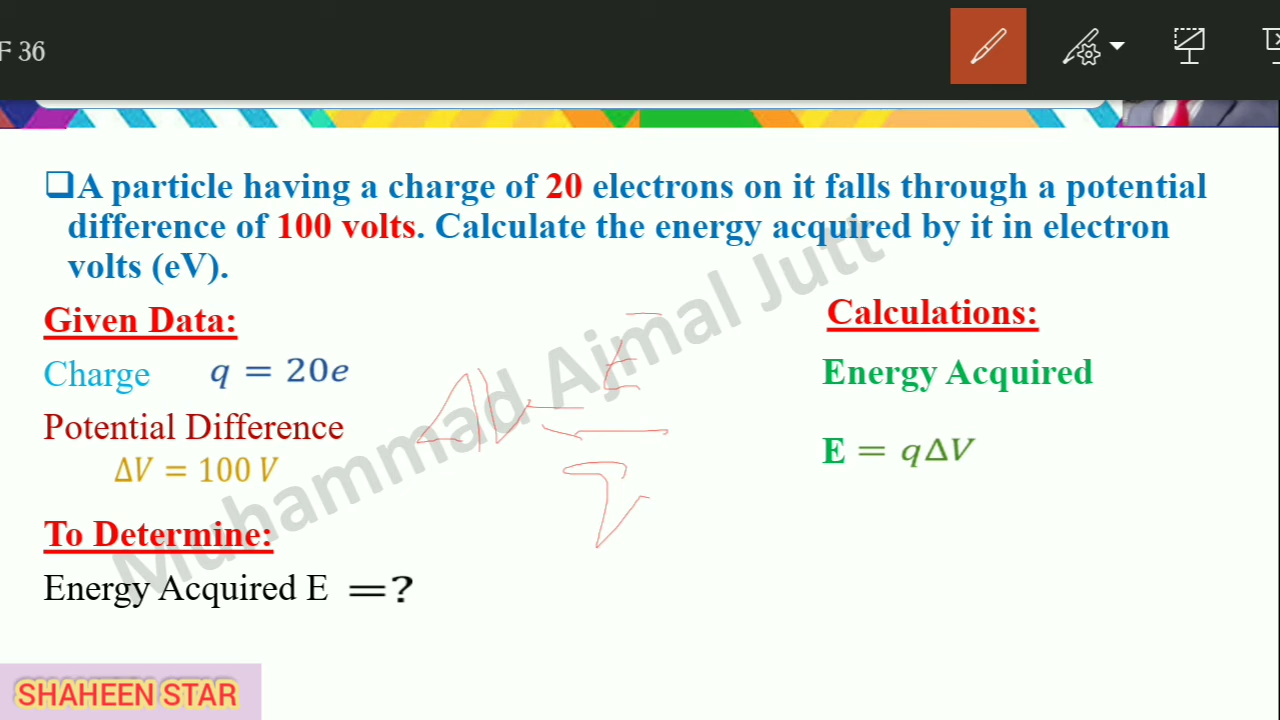 F 36
❑A particle having a charge of 20 electrons on it falls through a potential
difference of 100 volts. Calculate the energy acquired by it in electron
volts (eV).
Given Data:
Charge q = 20e
Potential Difference
ΔV = 100 V
To Determine:
Energy Acquired E =?
Calculations:
Energy Acquired
E = qΔV
ΔV = E
Muhammad Ajmal Jutt
SHAHEEN STAR